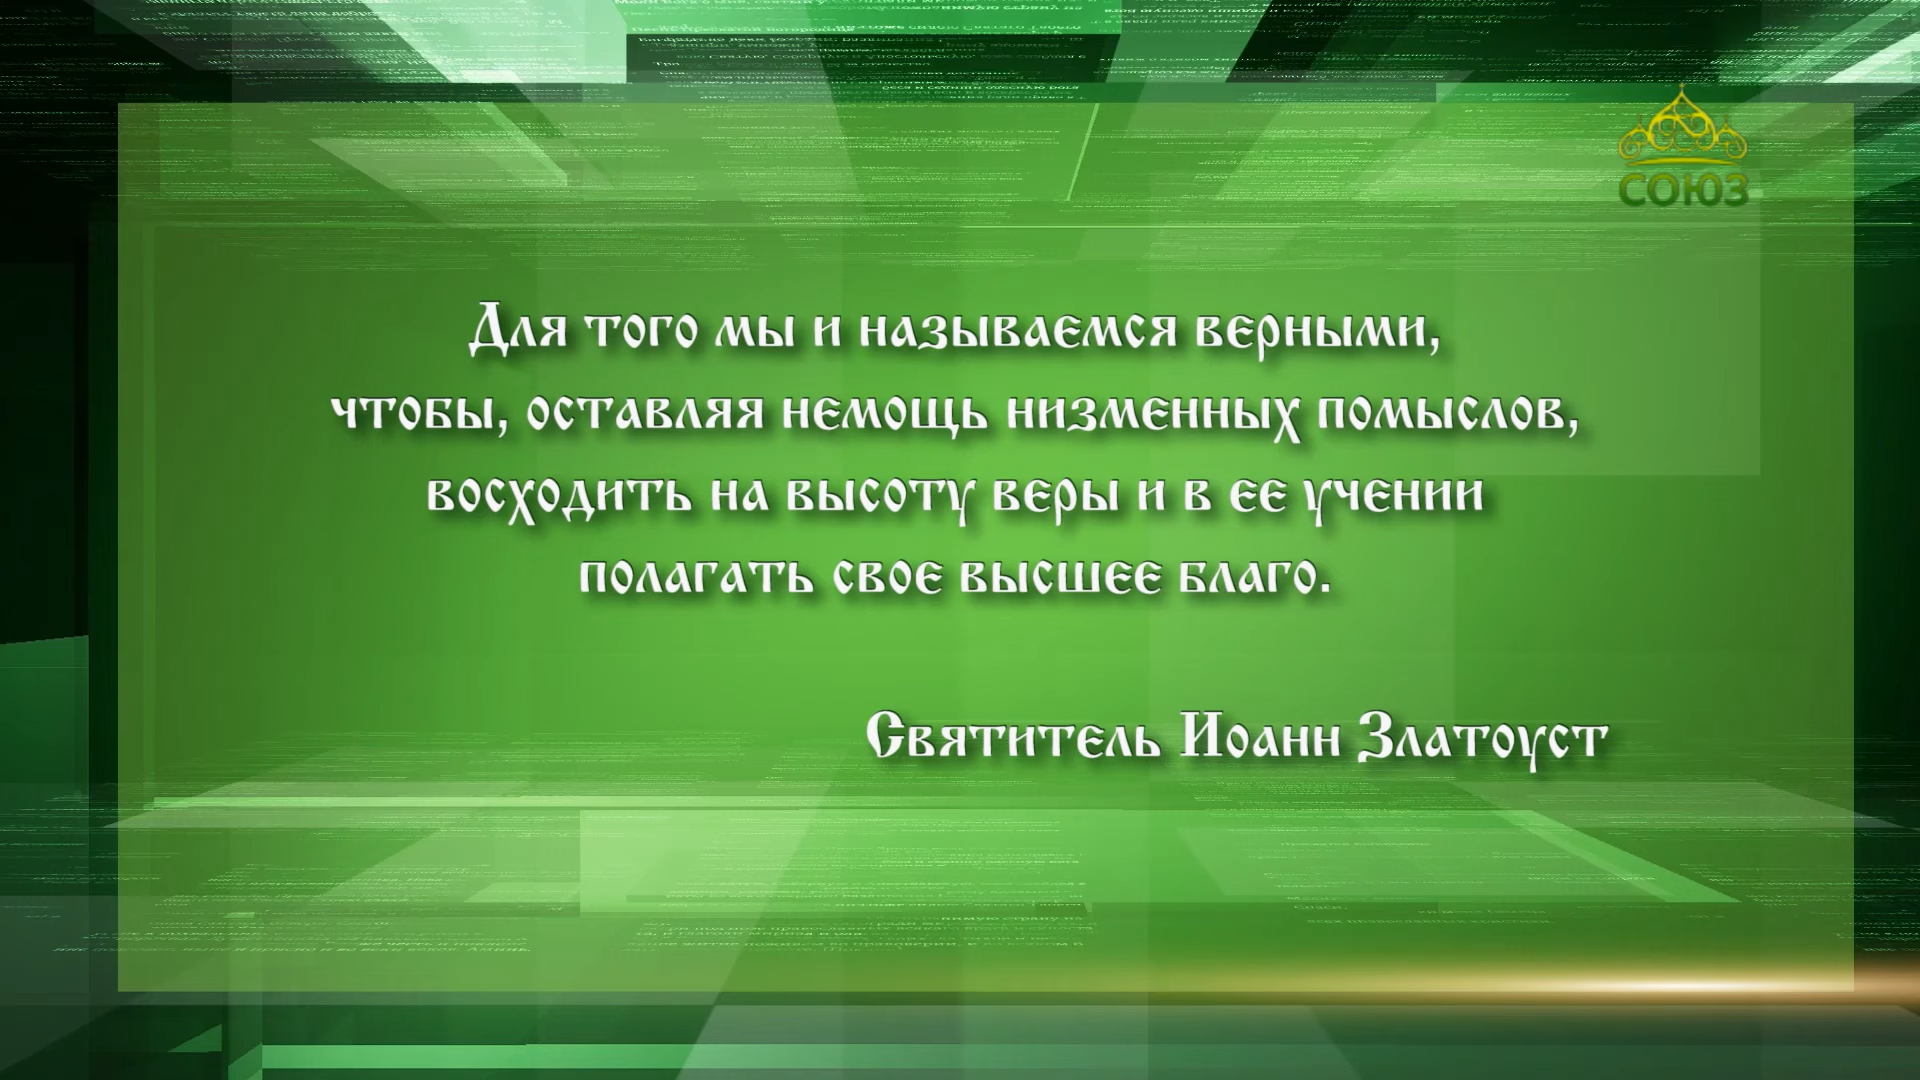 СОЮЗ
Для того мы и называемся верными,
чтобы, оставляя немощь низменных помыслов,
восходить на высоту веры и в ее учении
полагать свое высшее благо.
Святитель Иоанн Златоуст